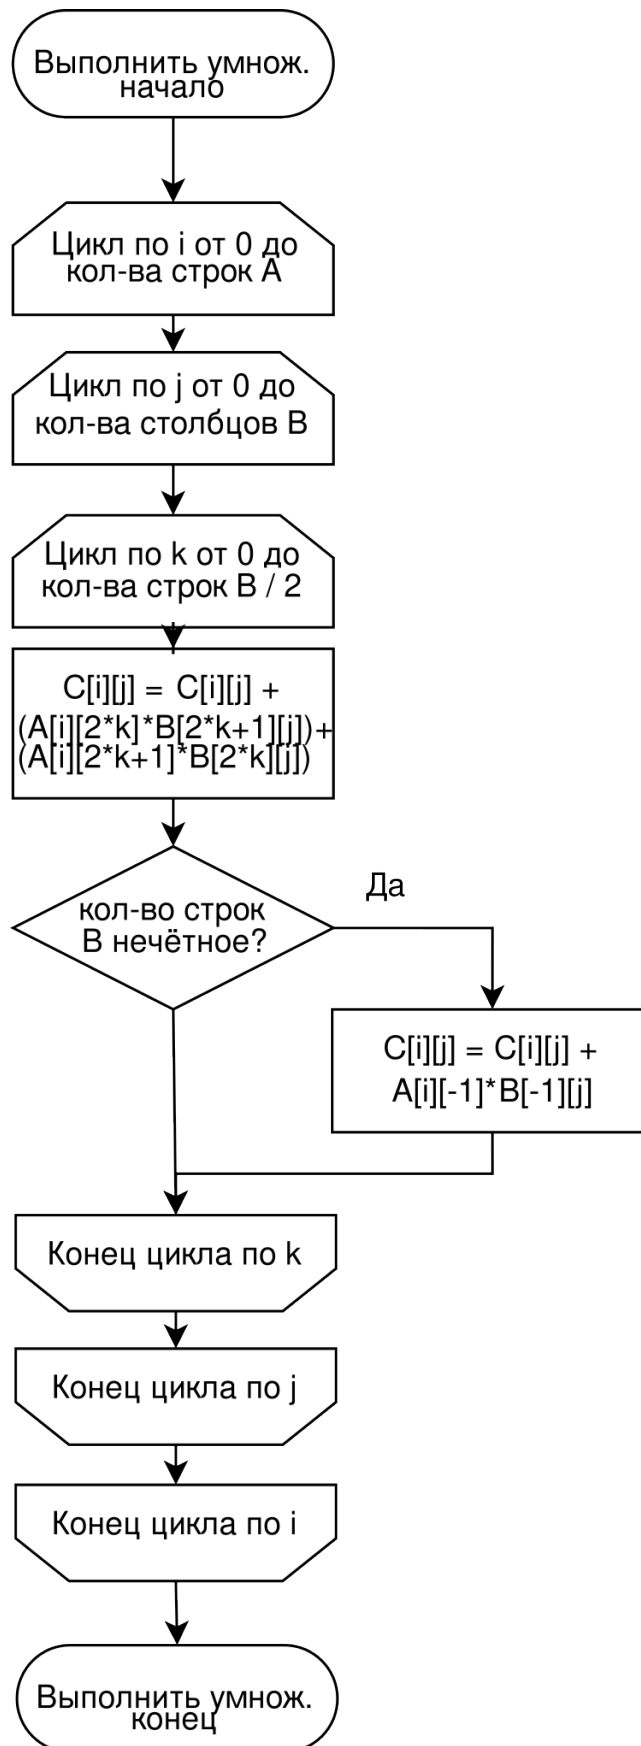 Выполнить умнож.
начало
Цикл по i от 0 до
кол-ва строк A
Цикл по j от 0 до
кол-ва столбцов B
Цикл по k от 0 до
кол-ва строк B / 2
C[i][j] = C[i][j] +
(A[i][2*k]*B[2*k+1][j])+
(A[i][2*k+1]*B[2*k][j])
кол-во строк
B нечётное?
Да
C[i][j] = C[i][j] +
A[i][-1]*B[-1][j]
Конец цикла по k
Конец цикла по j
Конец цикла по i
Выполнить умнож.
конец